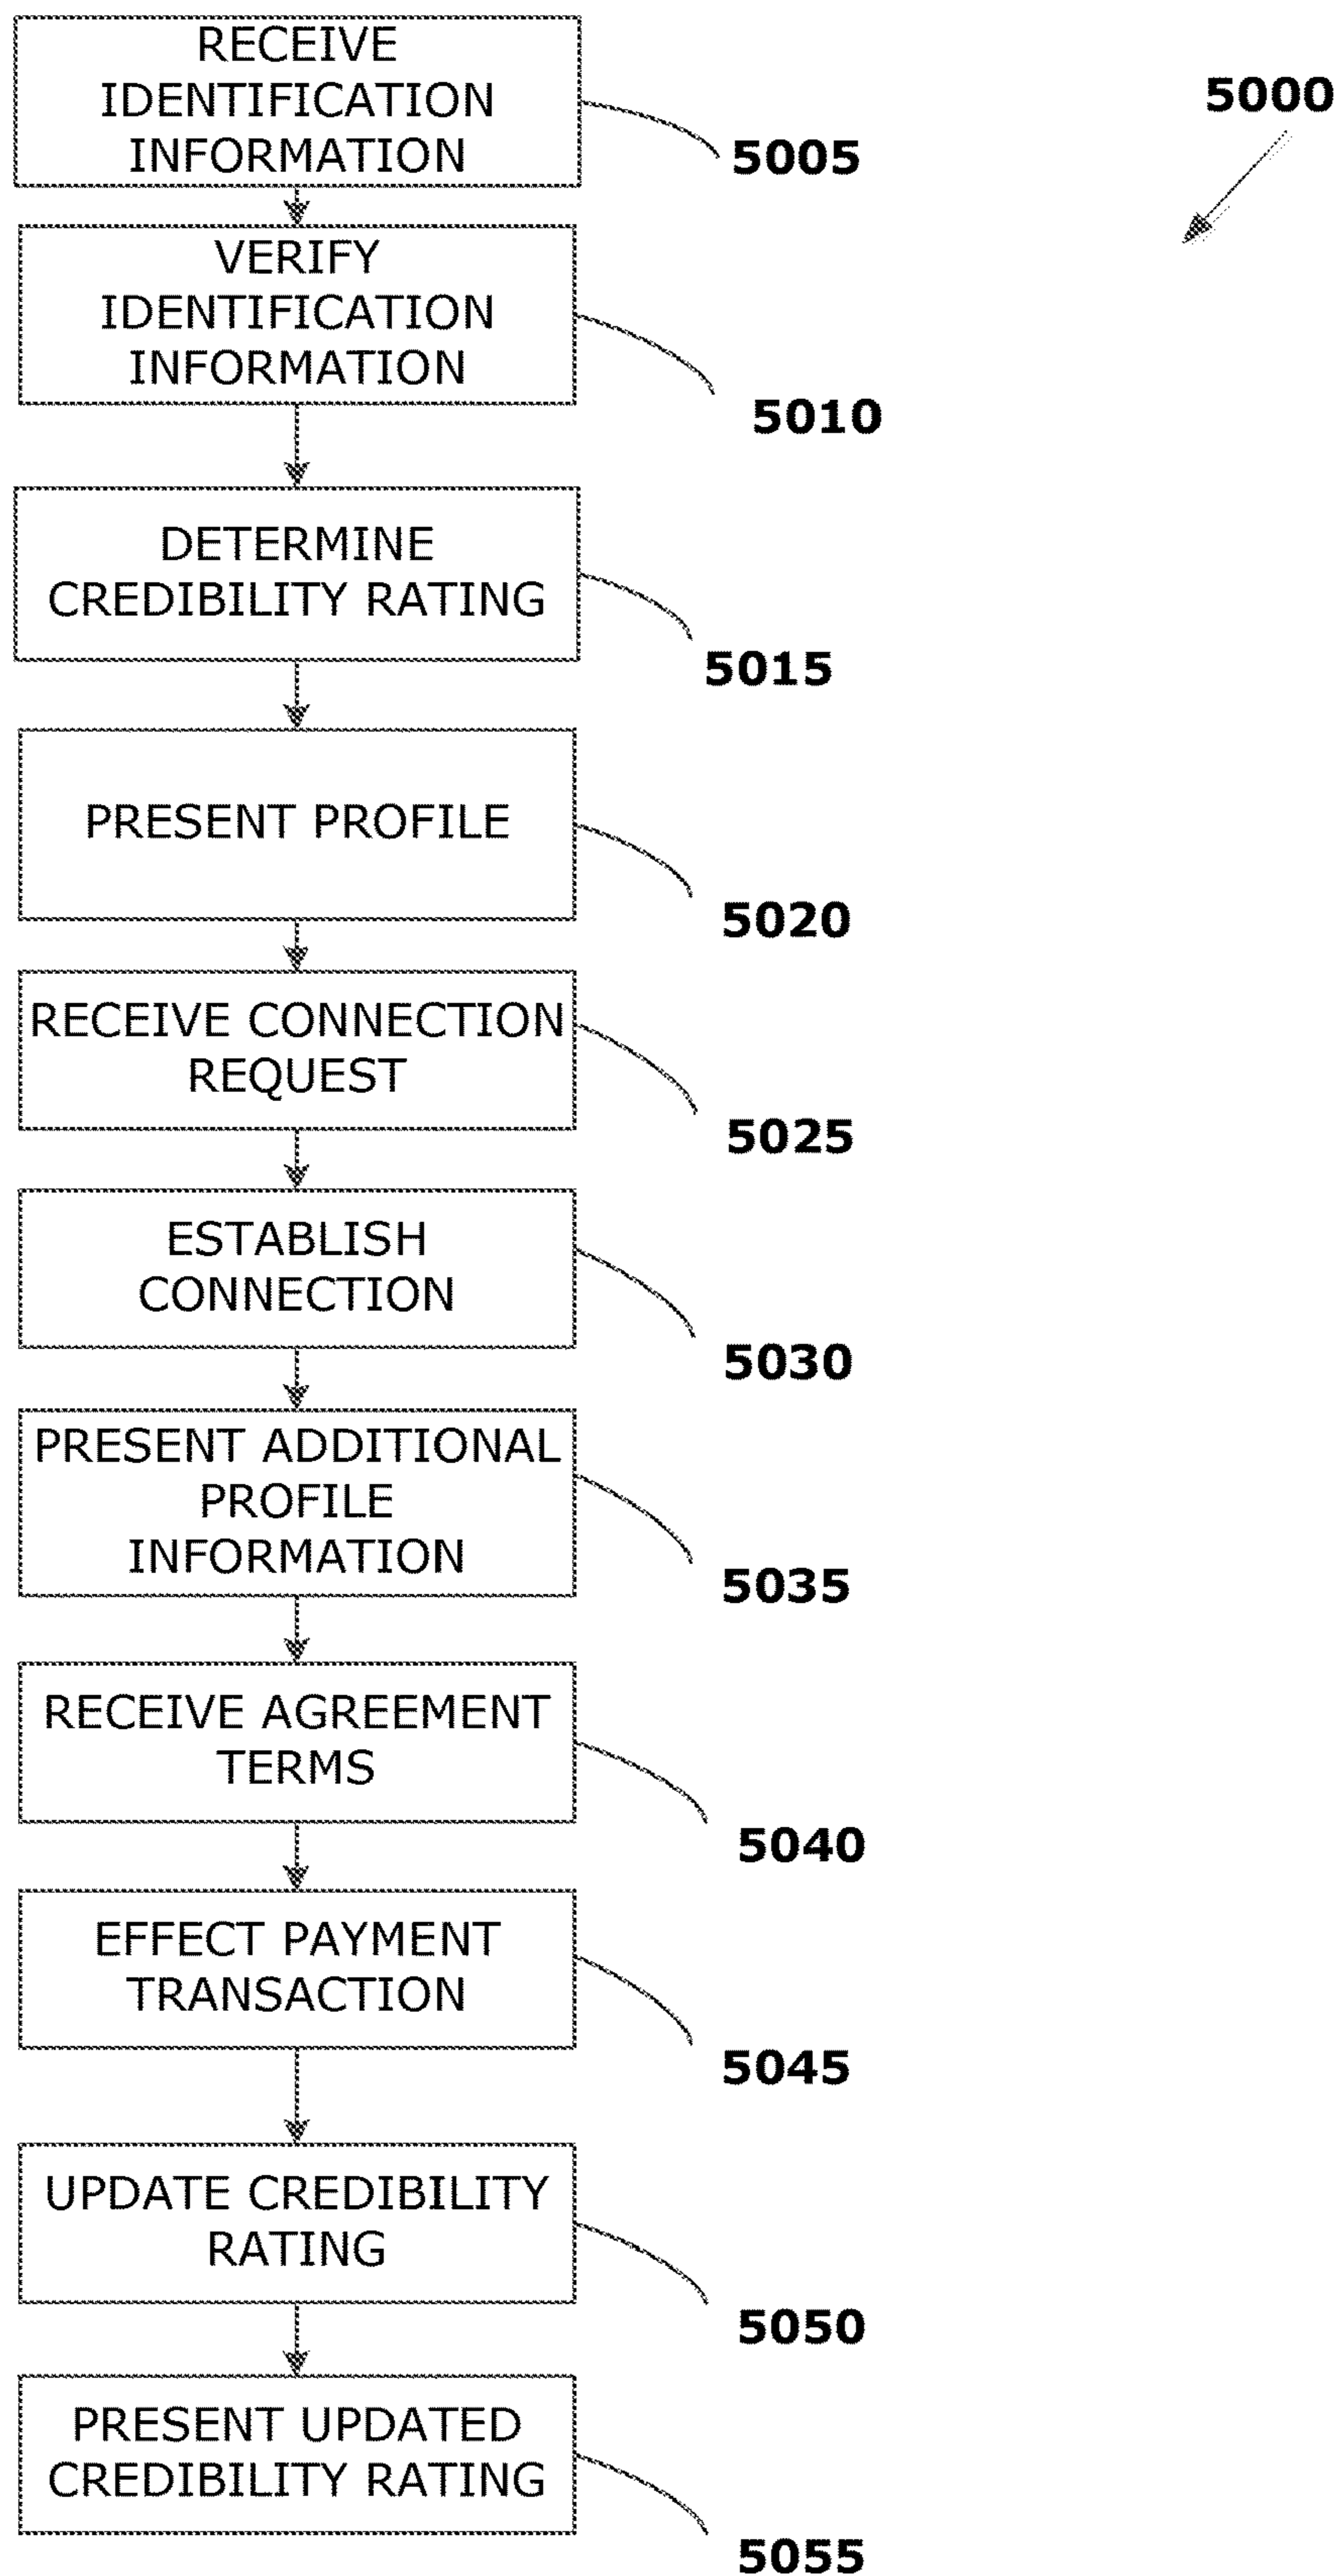 RECEIVE
IDENTIFICATION
INFORMATION
5005
5000
VERIFY
IDENTIFICATION
INFORMATION
5010
DETERMINE
CREDIBILITY RATING
5015
PRESENT PROFILE
5020
RECEIVE CONNECTION
REQUEST
5025
ESTABLISH
CONNECTION
5030
PRESENT ADDITIONAL
PROFILE
INFORMATION
5035
RECEIVE AGREEMENT
TERMS
5040
EFFECT PAYMENT
TRANSACTION
5045
UPDATE CREDIBILITY
RATING
5050
PRESENT UPDATED
CREDIBILITY RATING
5055